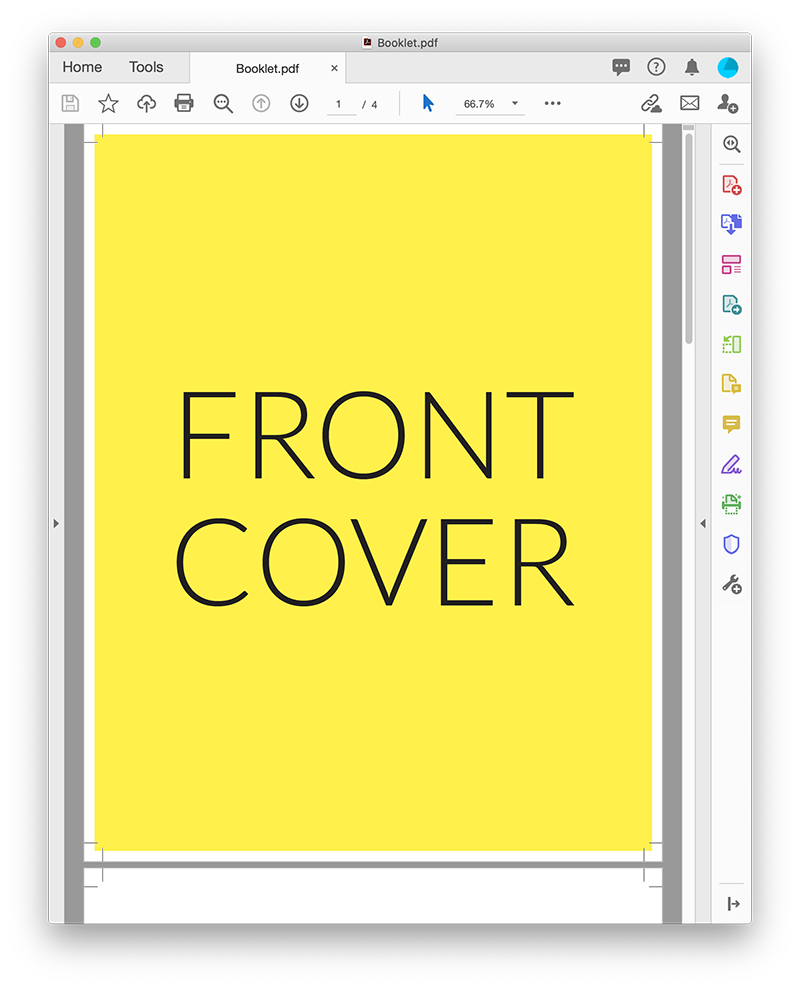 Booklet.pdf
Home Tools Booklet.pdf ×
1 / 4 66.7%
FRONT
COVER